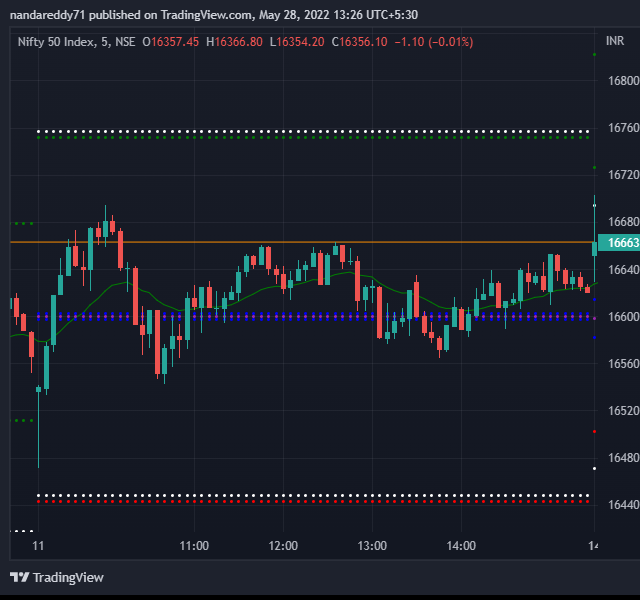 nandareddy71 published on TradingView.com, May 28, 2022 13:26 UTC+5:30
Nifty 50 Index, 5, NSE O16357.45 H16366.80 L16354.20 C16356.10 −1.10 (−0.01%)
INR
16800
16760
16720
16680
16663
16640
16600
16560
16520
16480
16440
11 11:00 12:00 13:00 14:00 14
TradingView